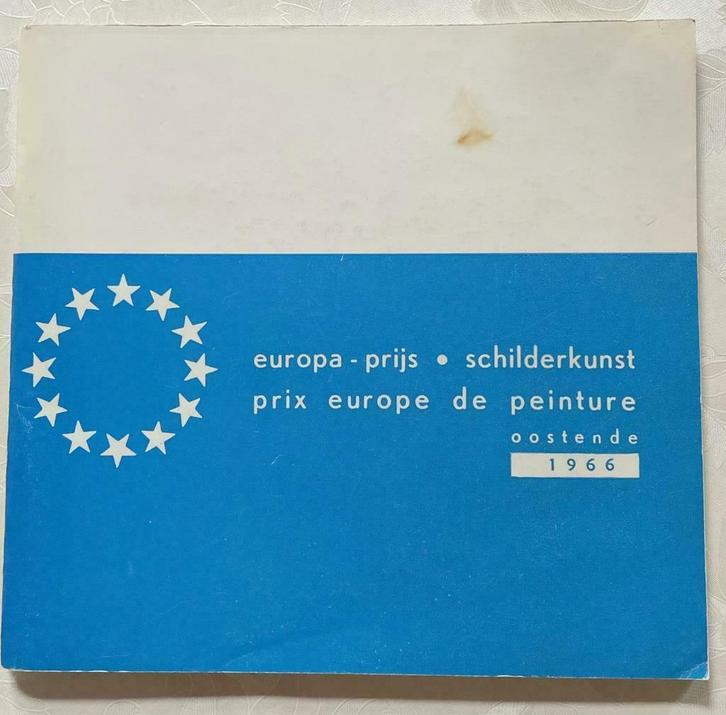 europa - prijs • schilderkunst
prix europe de peinture
oostende
1966